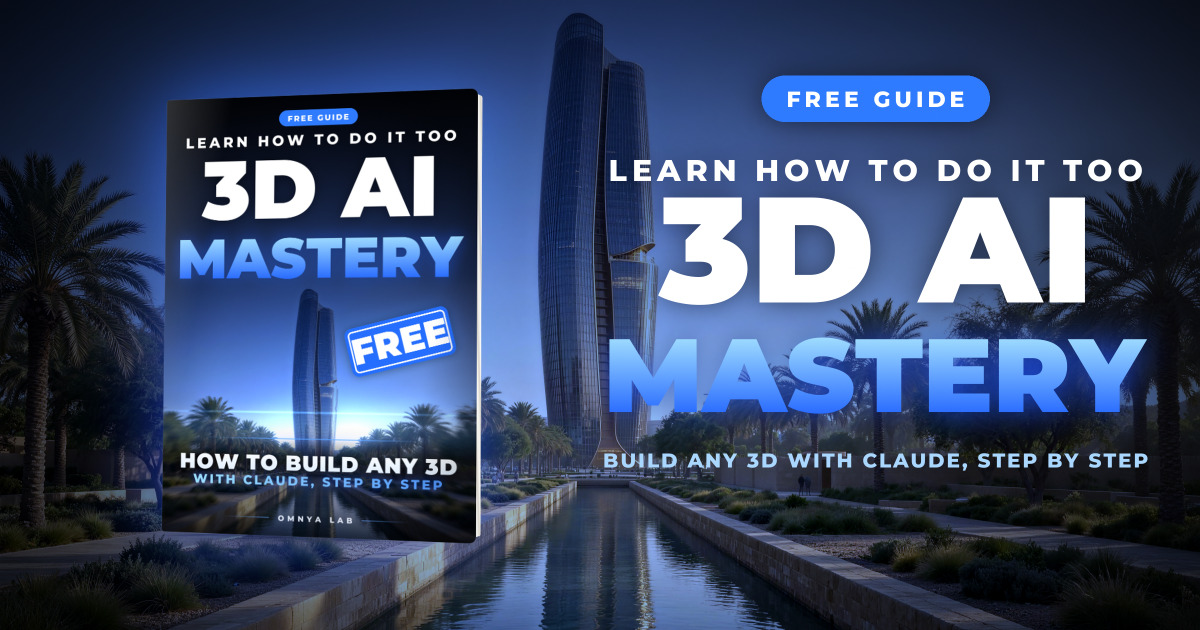 FREE GUIDE
LEARN HOW TO DO IT TOO
3D AI
MASTERY
FREE
HOW TO BUILD ANY 3D
WITH CLAUDE, STEP BY STEP
OMNYA LAB
FREE GUIDE
LEARN HOW TO DO IT TOO
3D AI
MASTERY
BUILD ANY 3D WITH CLAUDE, STEP BY STEP